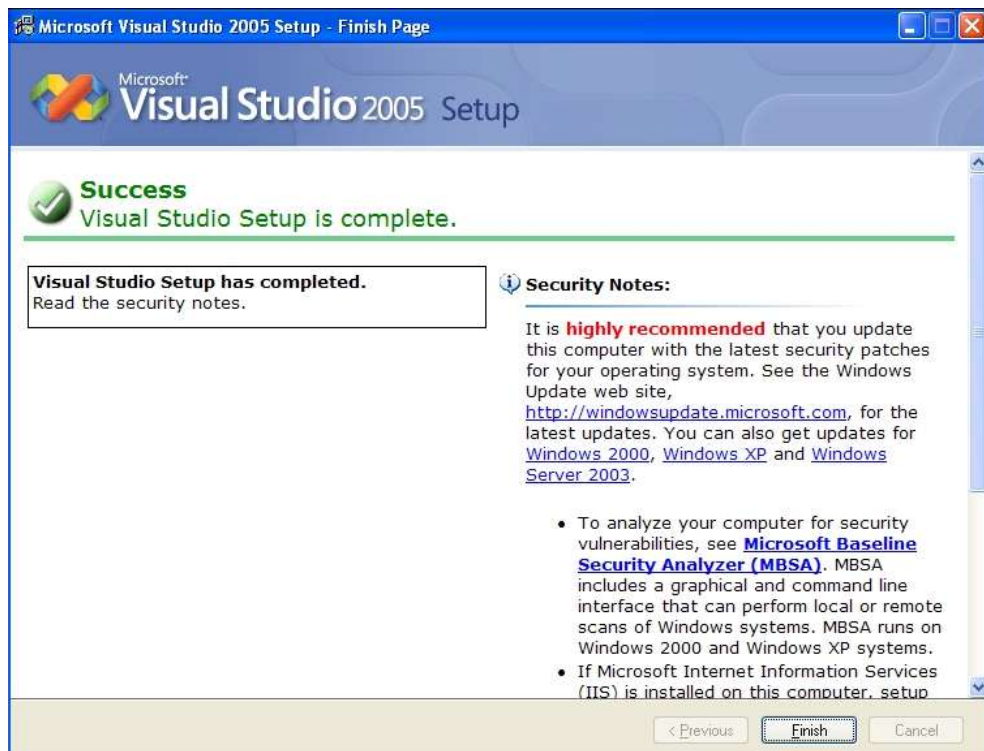 Microsoft Visual Studio 2005 Setup - Finish Page
Microsoft
Visual Studio 2005 Setup
Success
Visual Studio Setup is complete.
Visual Studio Setup has completed.
Read the security notes.
Security Notes:
It is highly recommended that you update
this computer with the latest security patches
for your operating system. See the Windows
Update web site,
http://windowsupdate.microsoft.com, for the
latest updates. You can also get updates for
Windows 2000, Windows XP and Windows
Server 2003.
• To analyze your computer for security
vulnerabilities, see Microsoft Baseline
Security Analyzer (MBSA). MBSA
includes a graphical and command line
interface that can perform local or remote
scans of Windows systems. MBSA runs on
Windows 2000 and Windows XP systems.
• If Microsoft Internet Information Services
(IIS) is installed on this computer, setup
< Previous
Finish
Cancel